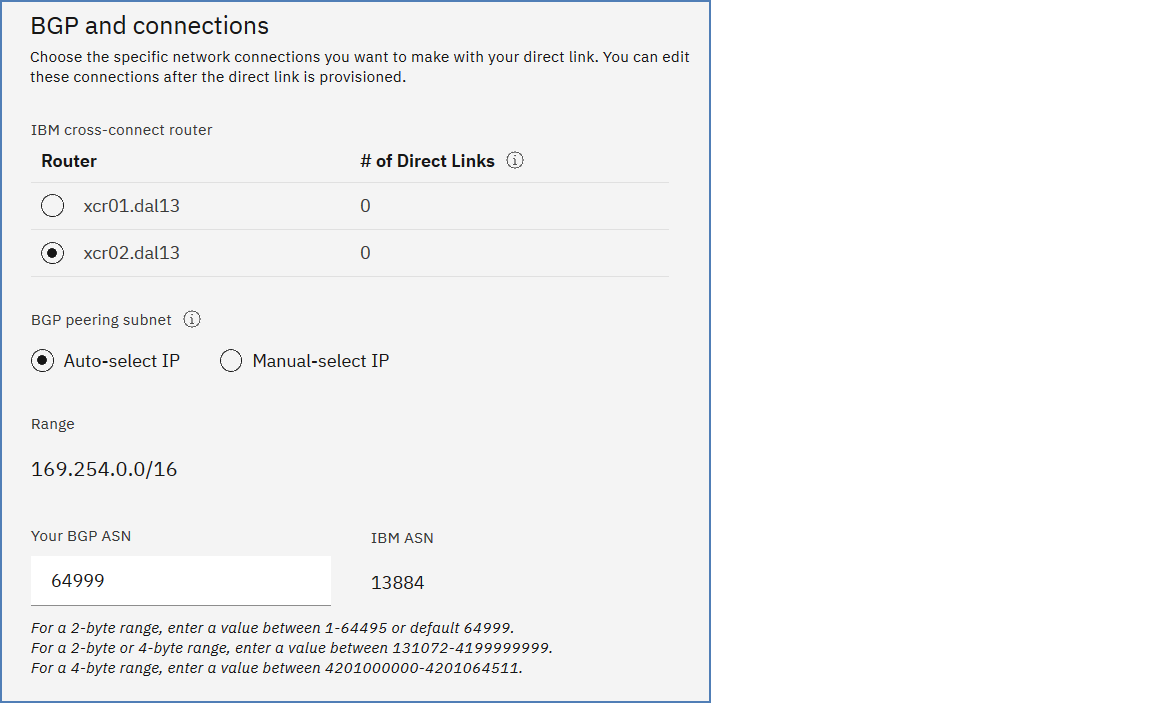 BGP and connections
Choose the specific network connections you want to make with your direct link. You can edit
these connections after the direct link is provisioned.
IBM cross-connect router
Router # of Direct Links
xcr01.dal13 0
xcr02.dal13 0
BGP peering subnet
Auto-select IP Manual-select IP
Range
169.254.0.0/16
Your BGP ASN IBM ASN
64999 13884
For a 2-byte range, enter a value between 1-64495 or default 64999.
For a 2-byte or 4-byte range, enter a value between 131072-4199999999.
For a 4-byte range, enter a value between 4201000000-4201064511.